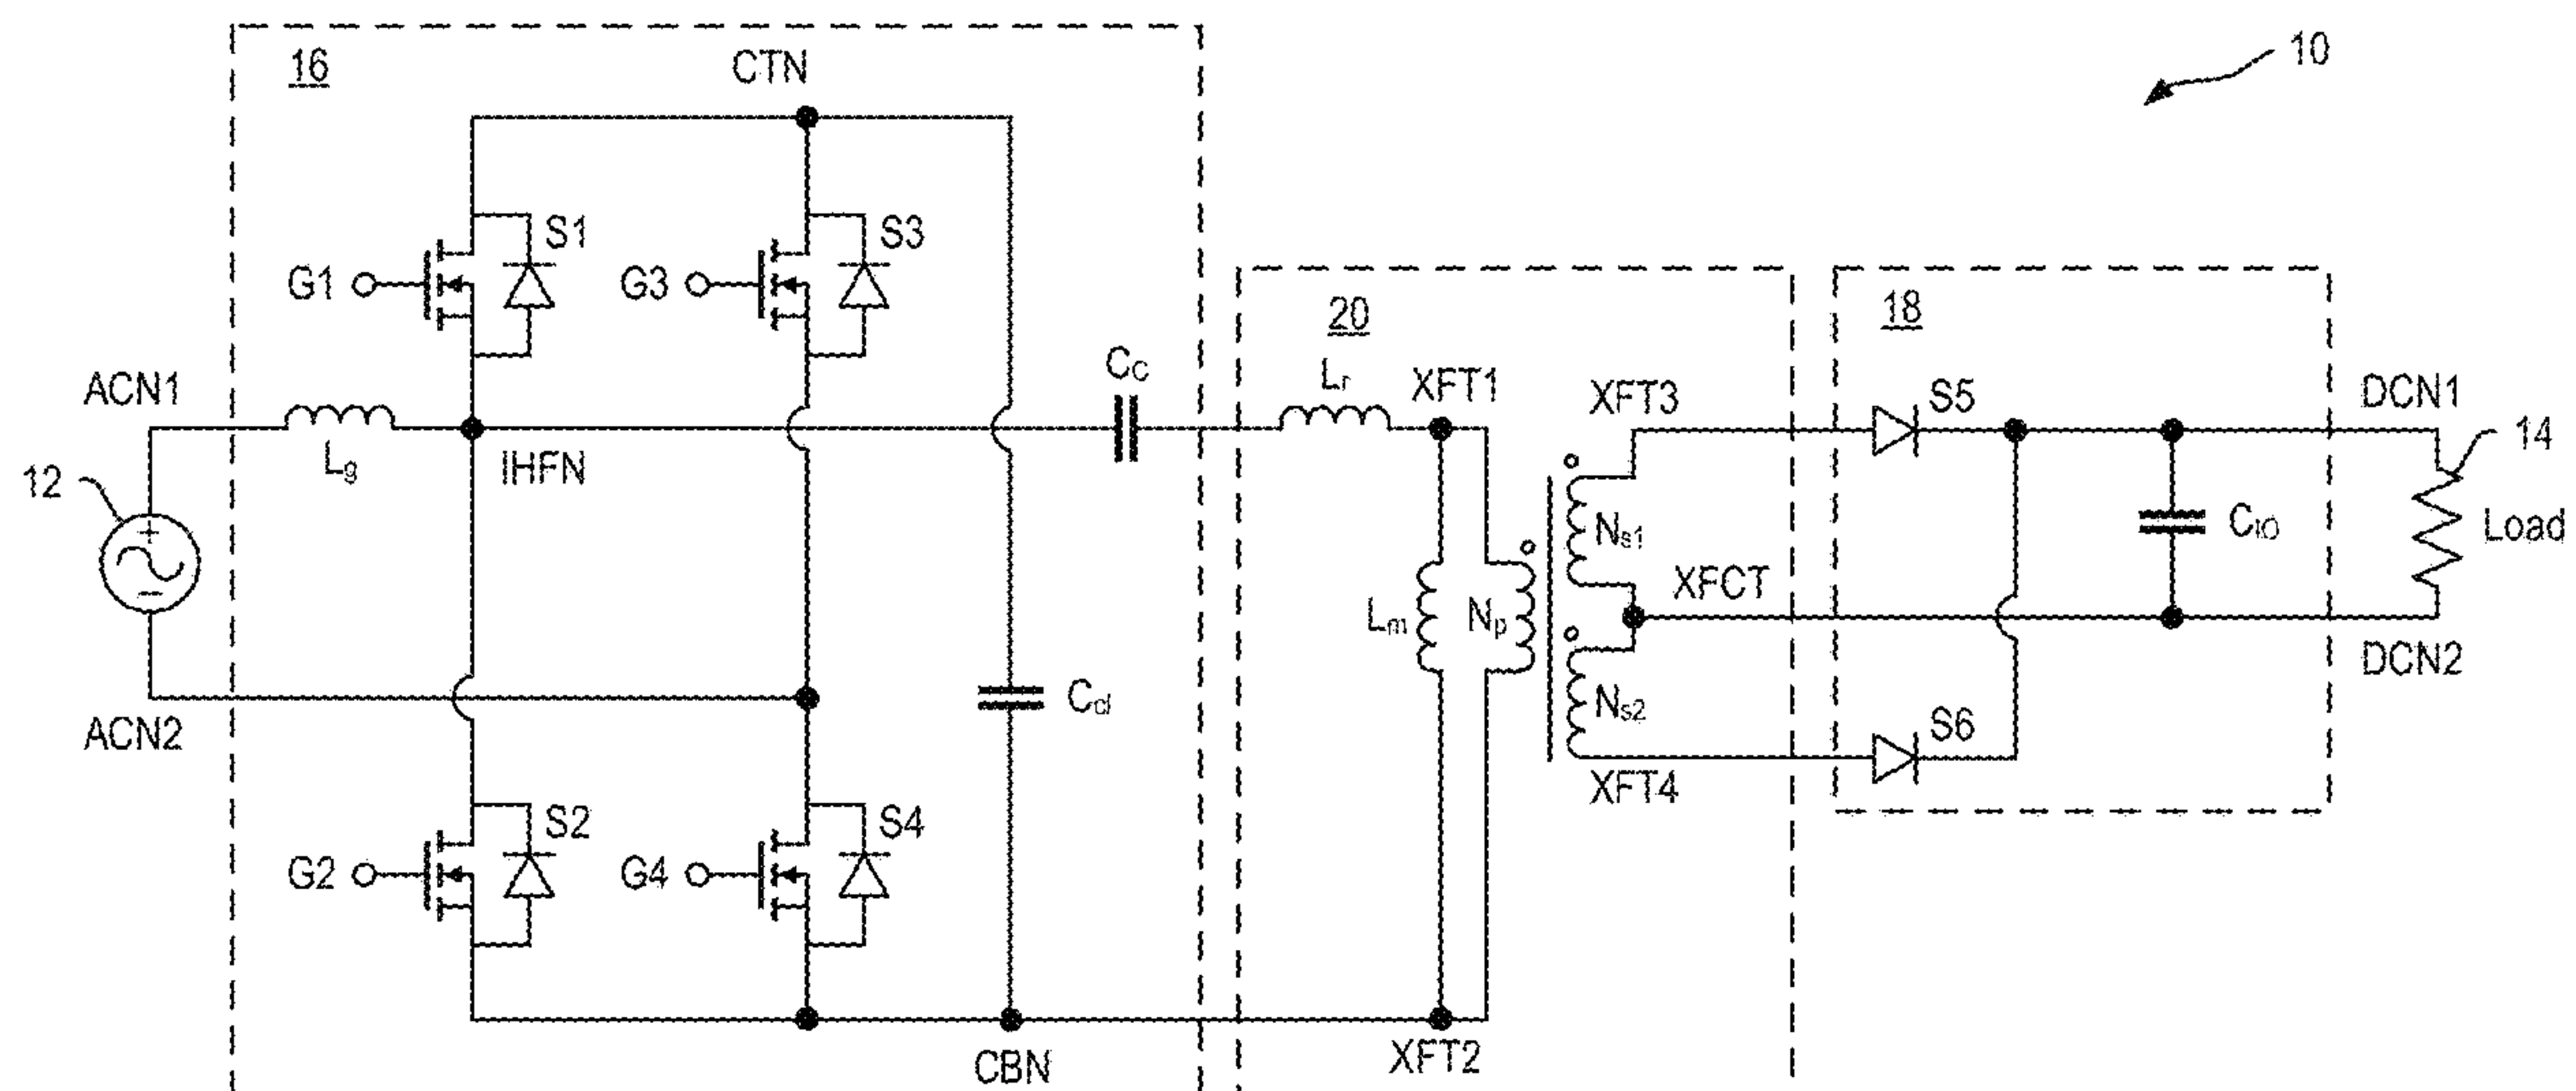 10
16
CTN
S1
S3
G1
G3
20
18
ACN1
Lg
IHFN
CC
Lr
XFT1
XFT3
S5
DCN1
14
12
Ns1
Clo
Load
XFCT
Lm
Np
ACN2
Ccl
Ns2
DCN2
S6
XFT4
S2
S4
G2
G4
CBN
XFT2